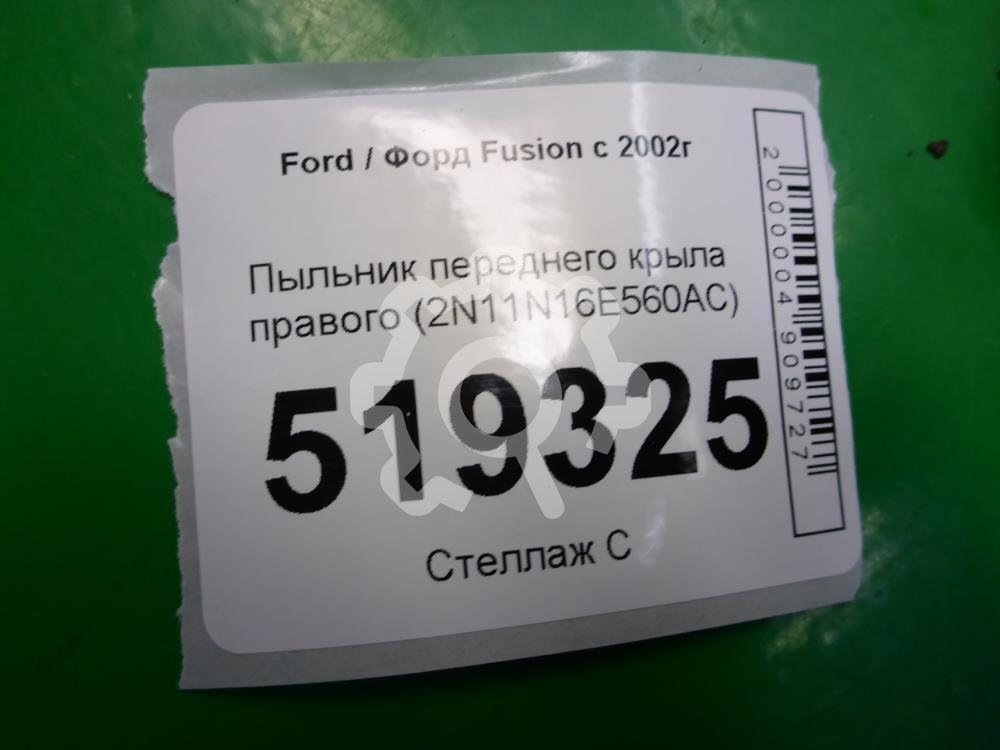 Ford / Форд Fusion с 2002г
Пыльник переднего крыла
правого (2N11N16E560AC)
519325
Стеллаж С
2000004909727